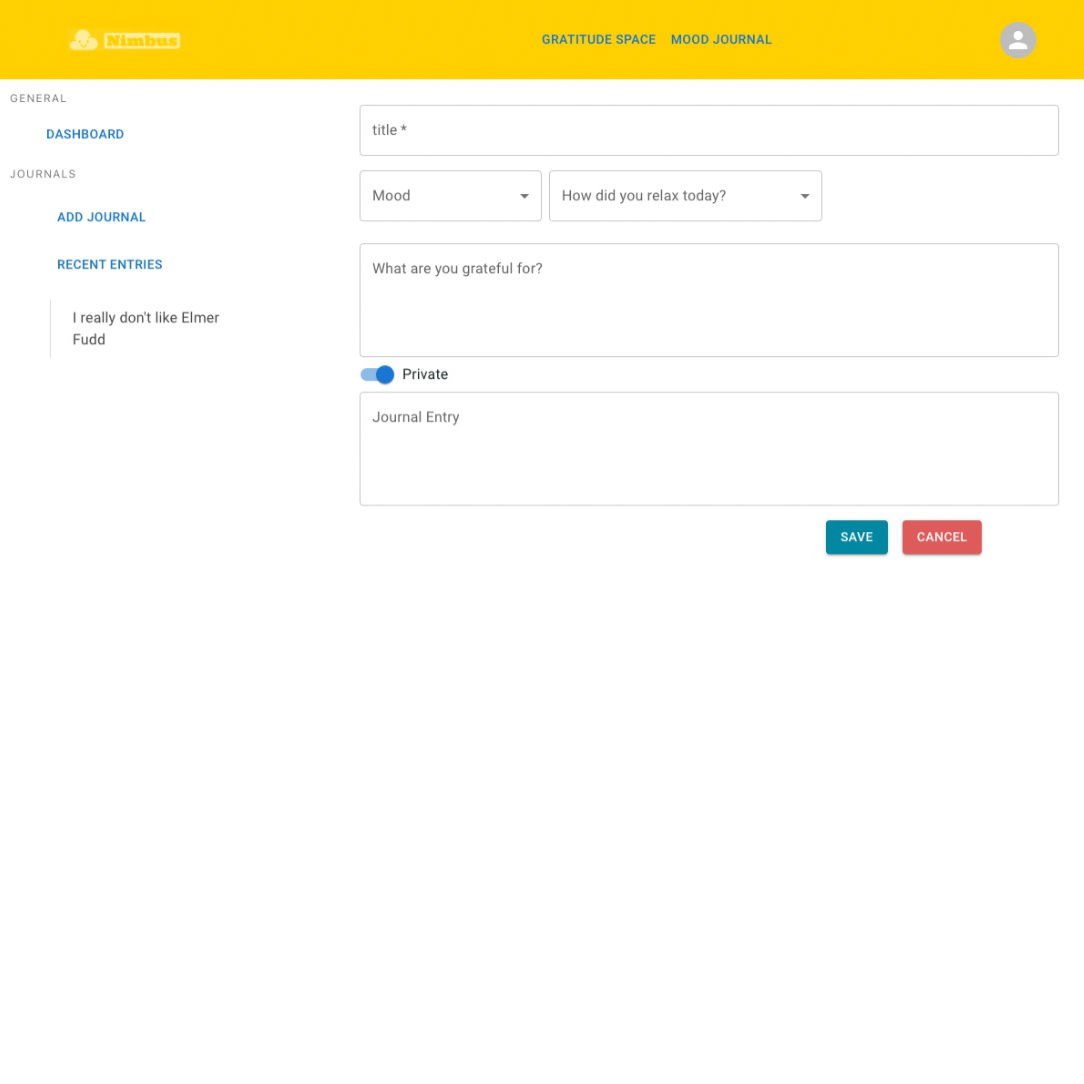 Nimbus
GRATITUDE SPACE
MOOD JOURNAL
GENERAL
DASHBOARD
JOURNALS
ADD JOURNAL
RECENT ENTRIES
I really don't like Elmer
Fudd
title *
Mood
How did you relax today?
What are you grateful for?
Private
Journal Entry
SAVE
CANCEL